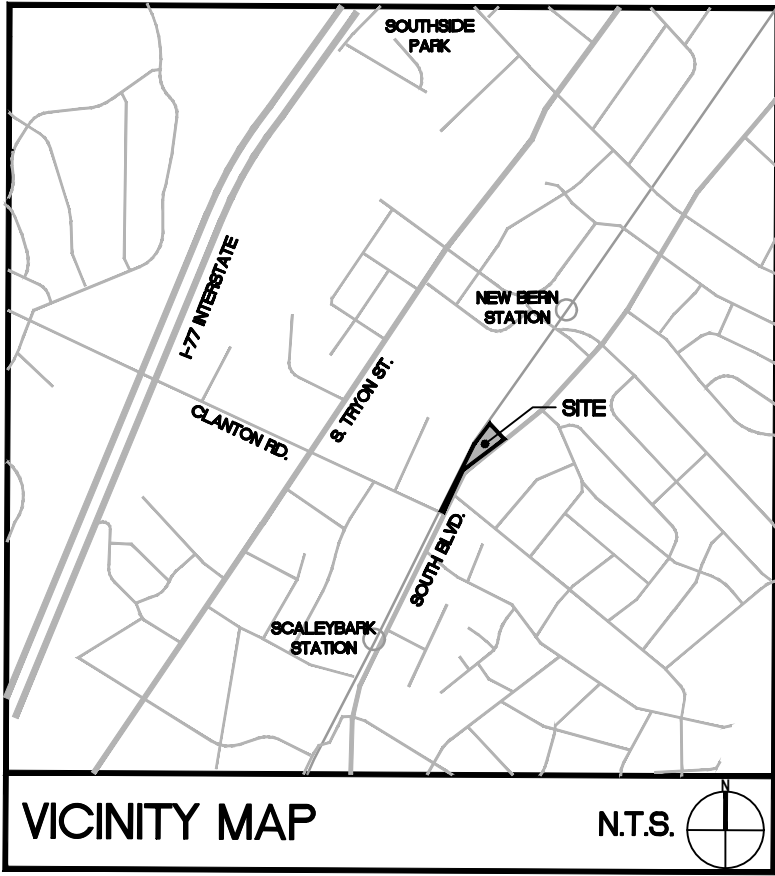 SOUTHSIDE
PARK
I-77 INTERSTATE
NEW BERN
STATION
S. TRYON ST.
CLANTON RD.
SITE
SOUTH BLVD.
SCALEYBARK
STATION
VICINITY MAP
N.T.S.
N